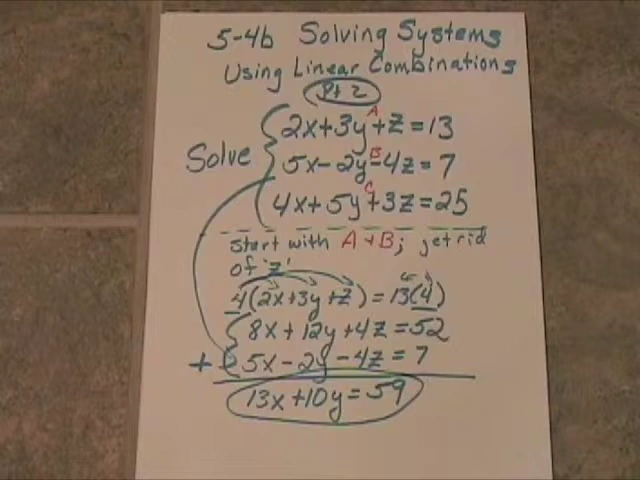 5-4b Solving Systems
Using Linear Combinations
Pt 2
A
2x+3y+z=13
B
Solve 5x-2y-4z=7
C
4x+5y+3z=25
start with A+B; get rid
of 'z'
4(2x+3y+z)=13(4)
8x+12y+4z=52
+ 5x-2y-4z=7
13x+10y=59